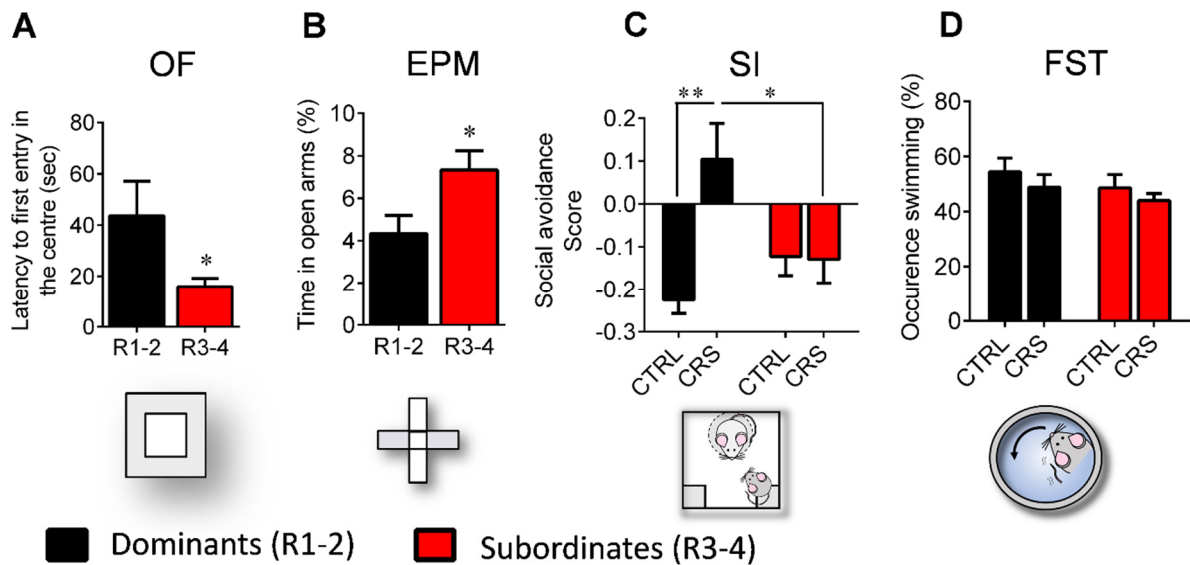 A
OF
Latency to first entry in
the centre (sec)
80
60
40
20
0
*
R1-2 R3-4
B
EPM
Time in open arms (%)
10
8
6
4
2
0
*
R1-2 R3-4
C
SI
Social avoidance
Score
0.2
0.1
0.0
-0.1
-0.2
-0.3
** *
CTRL CRS CTRL CRS
D
FST
Occurence swimming (%)
80
60
40
20
0
CTRL CRS CTRL CRS
Dominants (R1-2) Subordinates (R3-4)